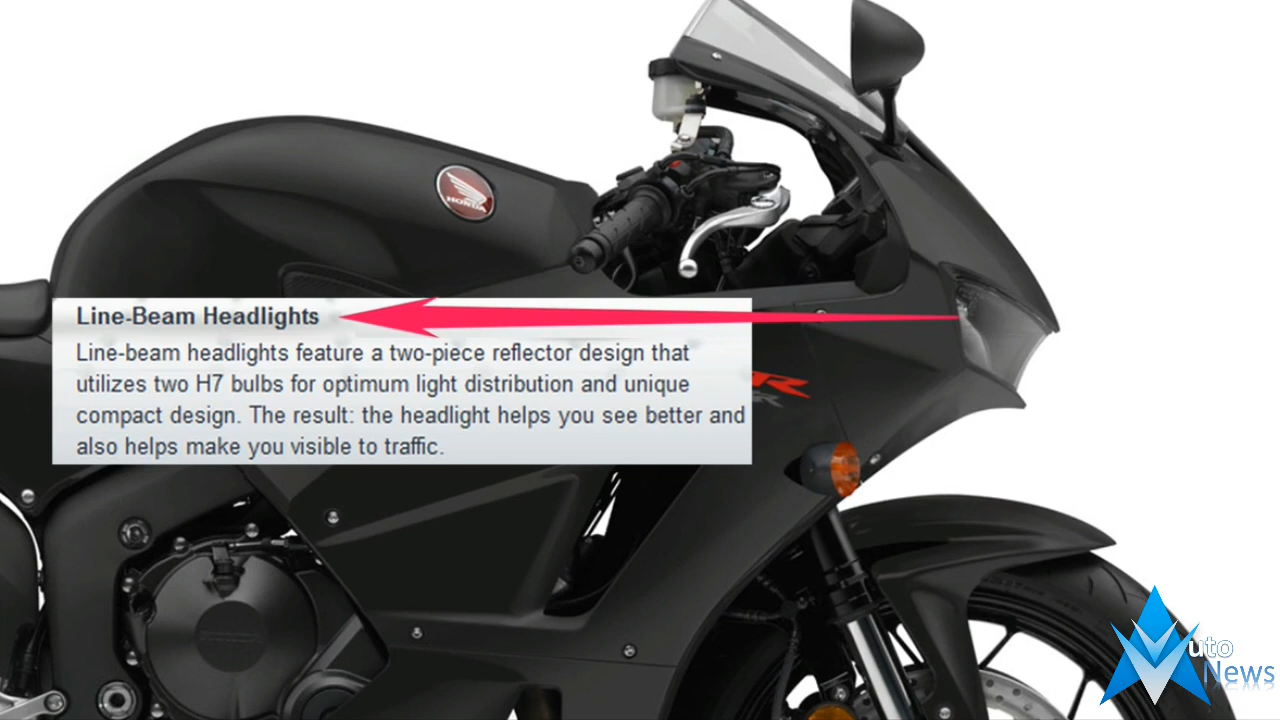 HONDA
Line-Beam Headlights
Line-beam headlights feature a two-piece reflector design that
utilizes two H7 bulbs for optimum light distribution and unique
compact design. The result: the headlight helps you see better and
also helps make you visible to traffic.
R
R
HONDA
uto
News